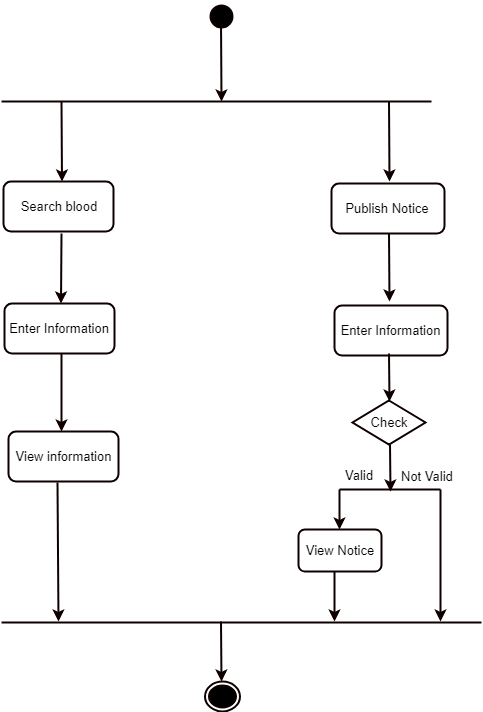 Search blood
Publish Notice
Enter Information
Enter Information
Check
View information
Valid
Not Valid
View Notice